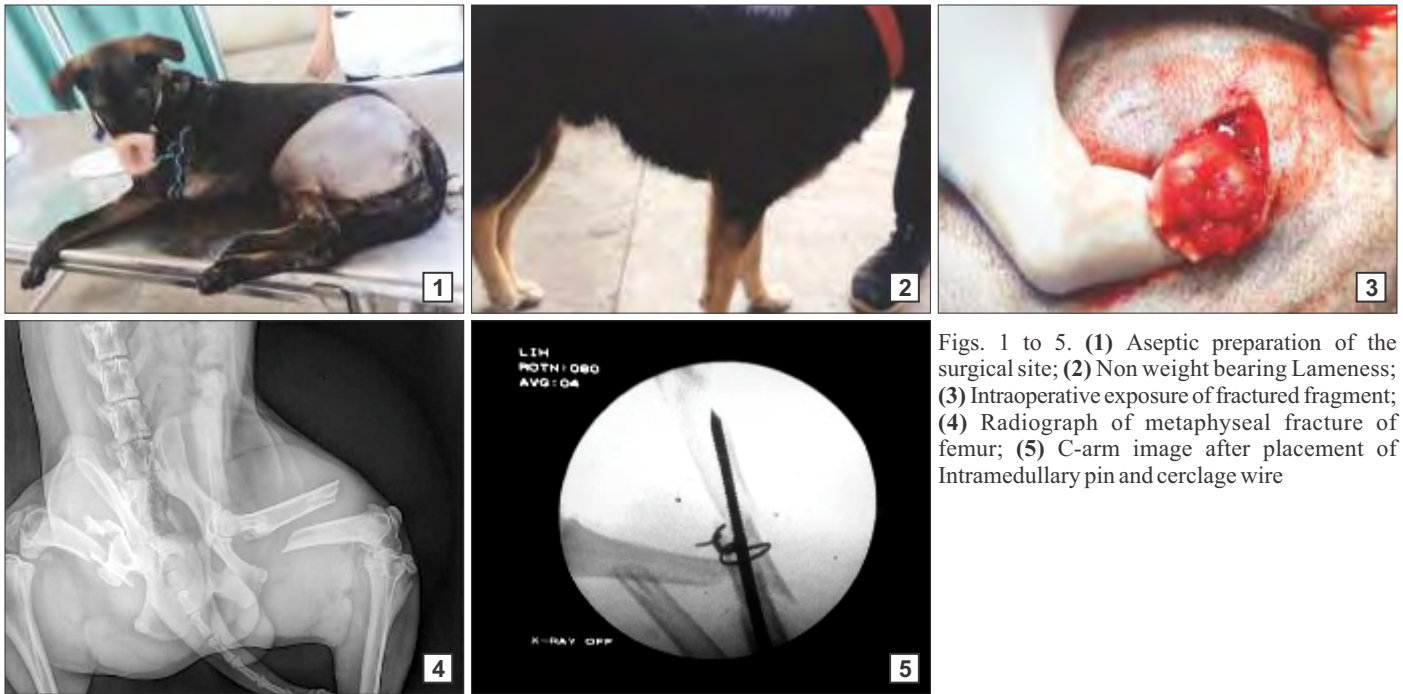 1
2
3
4
LIH
ROTN:080
AVG:04
X-RAY OFF
5
Figs. 1 to 5. (1) Aseptic preparation of the
surgical site; (2) Non weight bearing Lameness;
(3) Intraoperative exposure of fractured fragment;
(4) Radiograph of metaphyseal fracture of
femur; (5) C-arm image after placement of
Intramedullary pin and cerclage wire